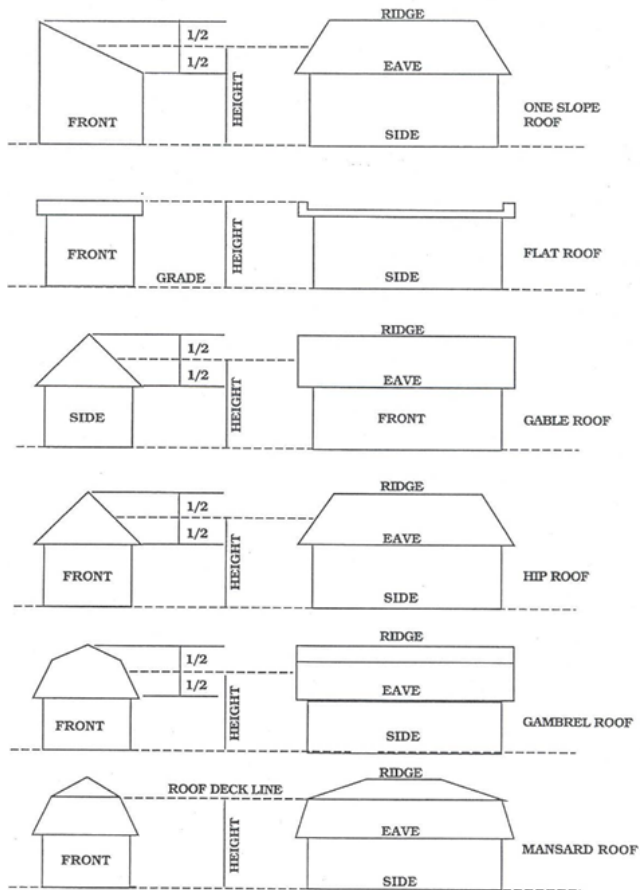 RIDGE
1/2
1/2
HEIGHT
EAVE
FRONT
SIDE
ONE SLOPE
ROOF
FRONT
GRADE
HEIGHT
SIDE
FLAT ROOF
RIDGE
1/2
1/2
HEIGHT
EAVE
SIDE
FRONT
GABLE ROOF
RIDGE
1/2
1/2
HEIGHT
EAVE
FRONT
SIDE
HIP ROOF
RIDGE
1/2
1/2
HEIGHT
EAVE
FRONT
SIDE
GAMBREL ROOF
RIDGE
ROOF DECK LINE
HEIGHT
EAVE
FRONT
SIDE
MANSARD ROOF